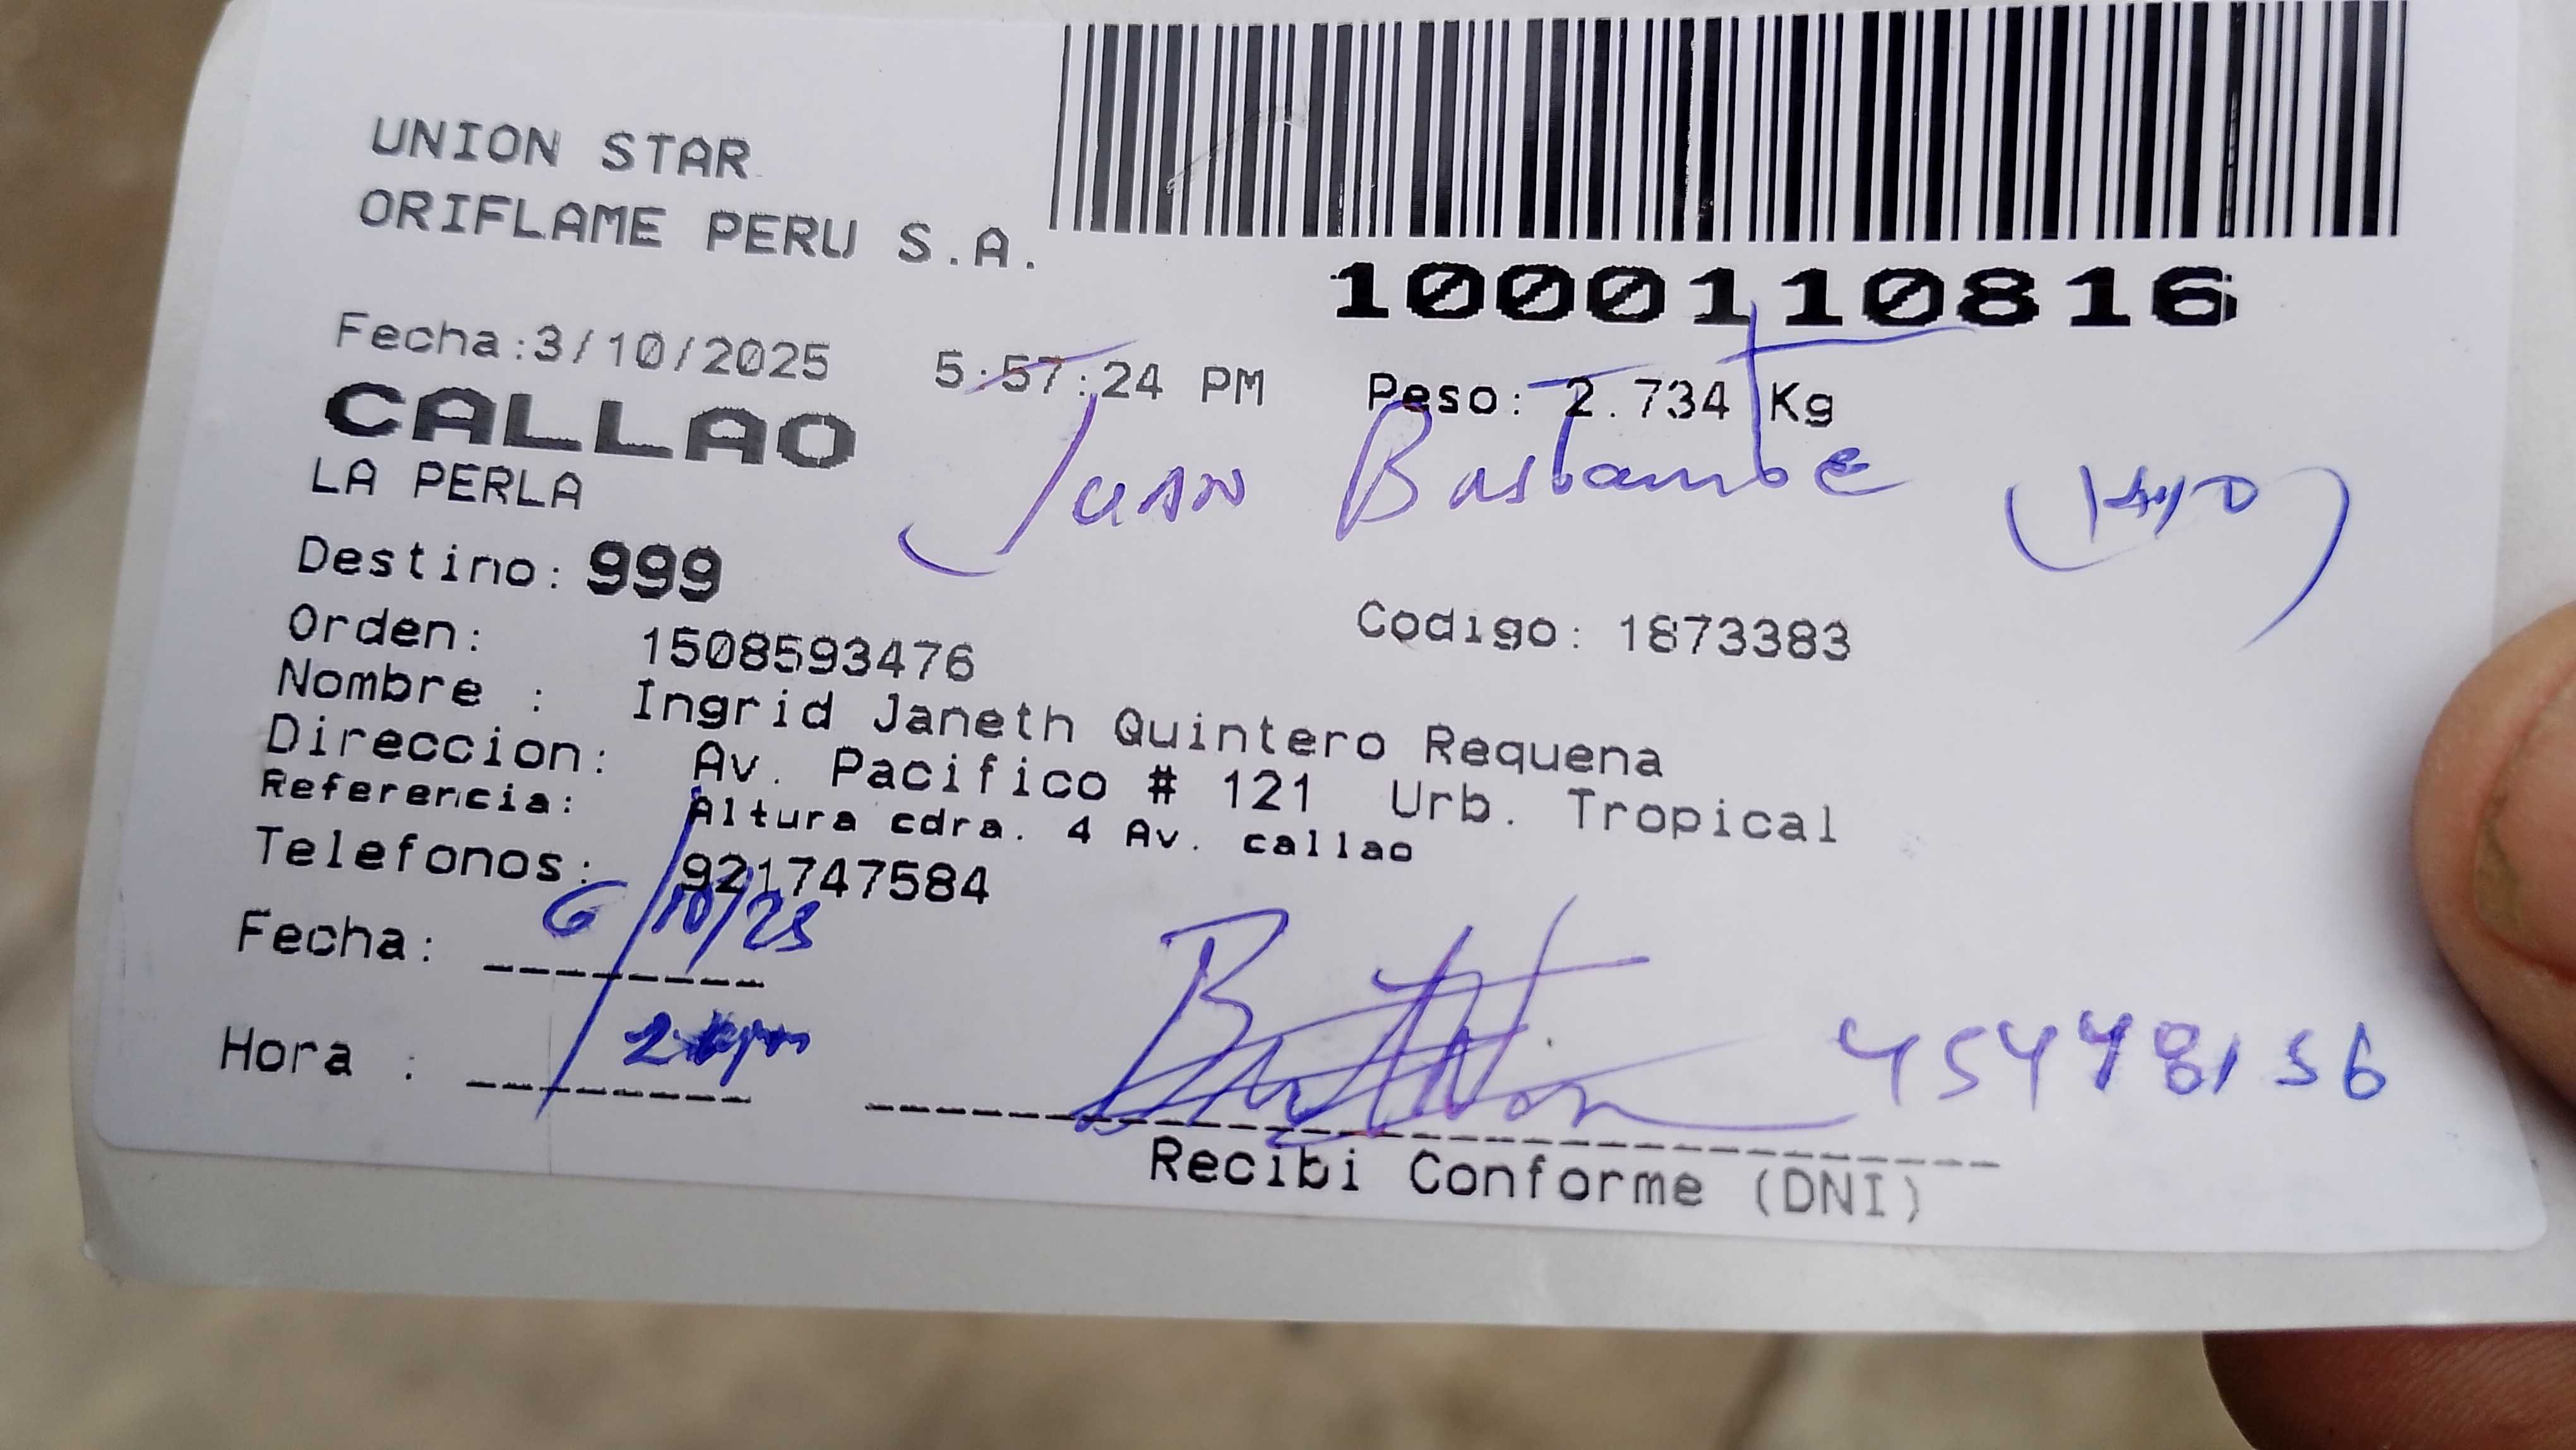 UNION STAR
ORIFLAME PERU S.A.
1000110816
Fecha:3/10/2025 5:57:24 PM Peso: 2.734 Kg
CALLAO
LA PERLA
Juan Bustamte
Destino: 999
Orden: 1508593476 Codigo: 1873383
Nombre : Ingrid Janeth Quintero Requena
Direccion: Av. Pacifico # 121 Urb. Tropical
Referencia: Altura cdra. 4 Av. callao
Telefonos: 921747584
Fecha: 6/10/25
Hora :
45448156
Recibi Conforme (DNI)